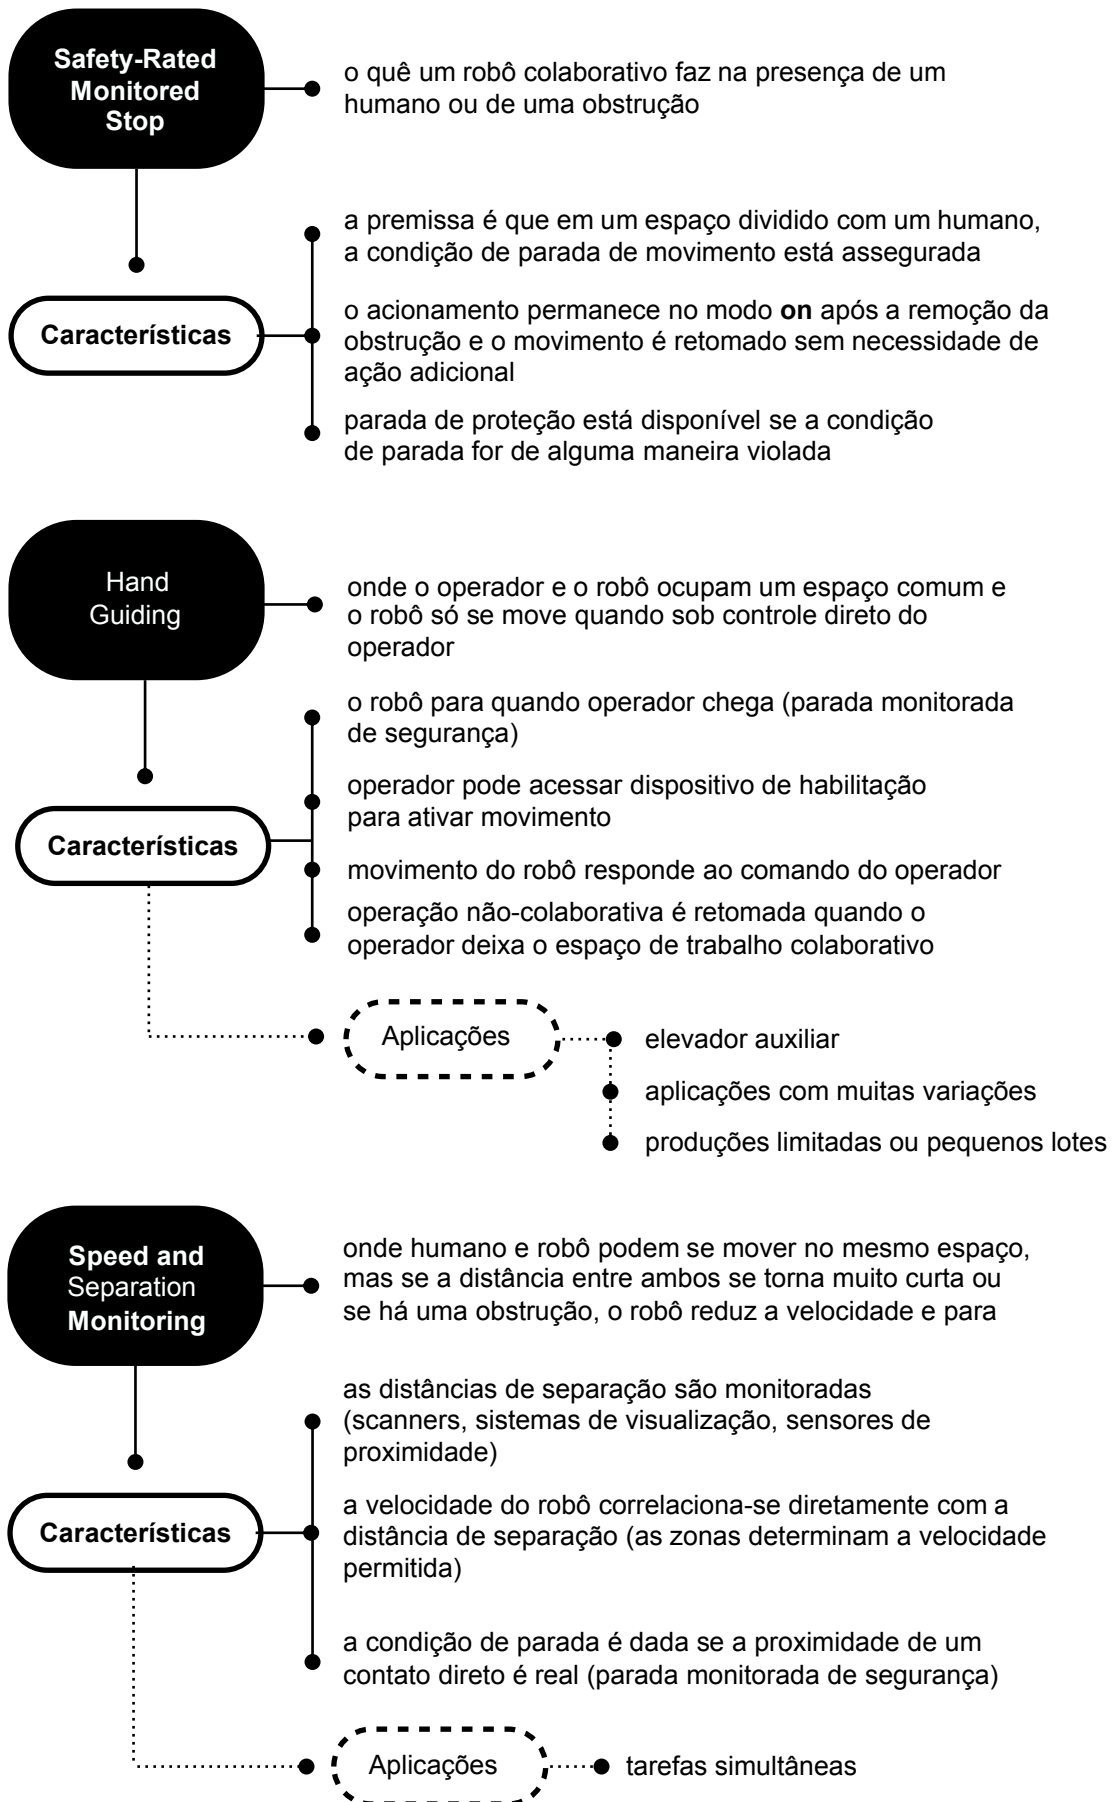 Safety-Rated
Monitored
Stop
o quê um robô colaborativo faz na presença de um
humano ou de uma obstrução
Caracterísficas
a premissa é que em um espaço dividido com um humano,
a condição de parada de movimento está assegurada
o acionamento permanece no modo on após a remoção da
obstrução e o movimento é retomado sem necessidade de
ação adicional
parada de proteção está disponível se a condição
de parada for de alguma maneira violada
Hand
Guiding
onde o operador e o robô ocupam um espaço comum e
o robô só se move quando sob controle direto do
operador
Caracterísficas
o robô para quando operador chega (parada monitorada
de segurança)
operador pode acessar dispositivo de habilitação
para ativar movimento
movimento do robô responde ao comando do operador
operação não-colaborativa é retomada quando o
operador deixa o espaço de trabalho colaborativo
Aplicações
elevador auxiliar
aplicações com muitas variações
produções limitadas ou pequenos lotes
Speed and
Separation
Monitoring
onde humano e robô podem se mover no mesmo espaço,
mas se a distância entre ambos se torna muito curta ou
se há uma obstrução, o robô reduz a velocidade e para
Caracterísficas
as distâncias de separação são monitoradas
(scanners, sistemas de visualização, sensores de
proximidade)
a velocidade do robô correlaciona-se diretamente com a
distância de separação (as zonas determinam a velocidade
permitida)
a condição de parada é dada se a proximidade de um
contato direto é real (parada monitorada de segurança)
Aplicações
tarefas simultâneas